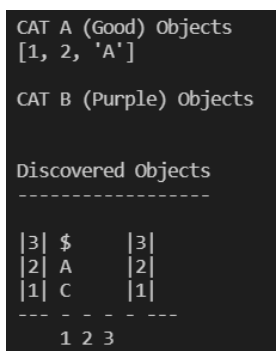 CAT A (Good) Objects
[1, 2, 'A']
CAT B (Purple) Objects
Discovered Objects
------------------
|3| $      |3|
|2| A      |2|
|1| C      |1|
--- - - - - ---
    1 2 3